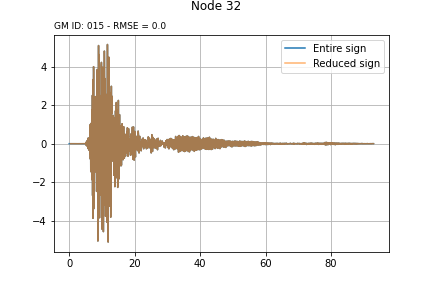 Node 32
GM ID: 015 - RMSE = 0.0
Entire sign
Reduced sign
4
2
0
−2
−4
0 20 40 60 80